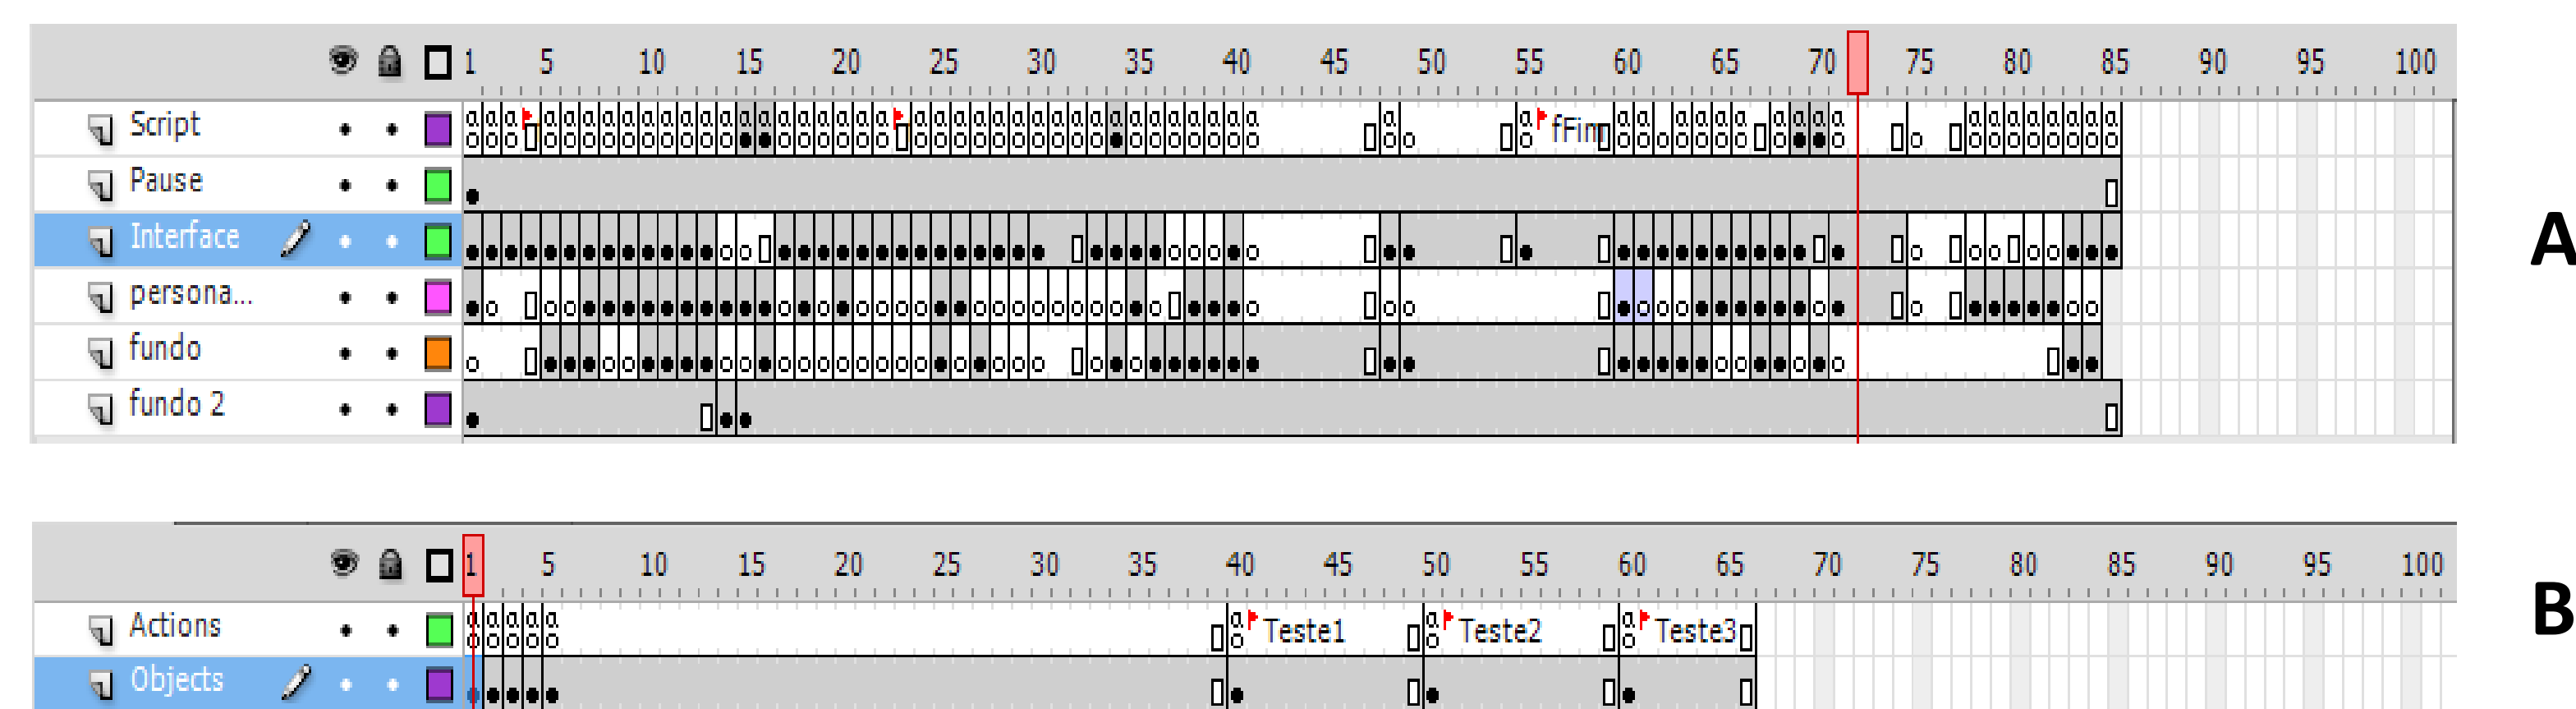 1 5 10 15 20 25 30 35 40 45 50 55 60 65 70 75 80 85 90 95 100
Script fFim
Pause
Interface
persona...
fundo
fundo 2
A
1 5 10 15 20 25 30 35 40 45 50 55 60 65 70 75 80 85 90 95 100
Actions Teste1 Teste2 Teste3
Objects
B